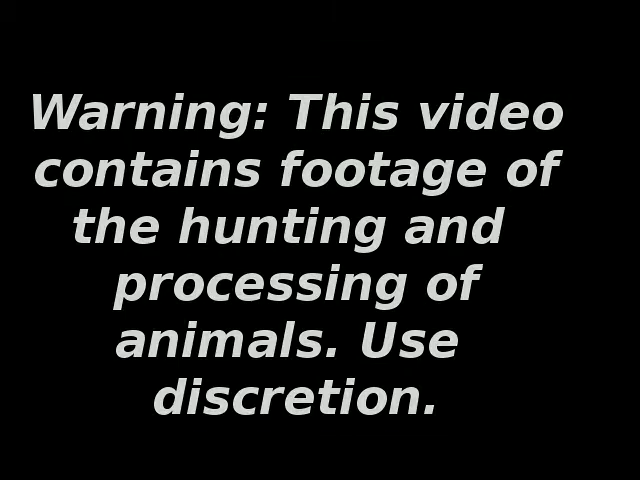 Warning: This video
contains footage of
the hunting and
processing of
animals. Use
discretion.